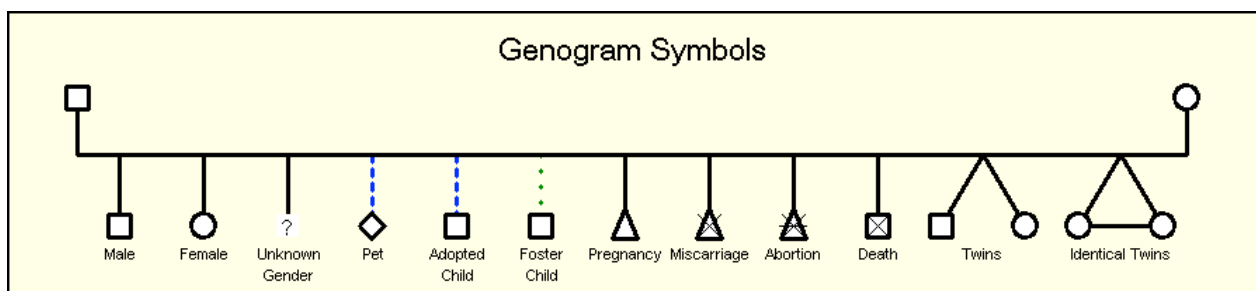 Genogram Symbols
?
Male
Female
Unknown
Gender
Pet
Adopted
Child
Foster
Child
Pregnancy
Miscarriage
Abortion
Death
Twins
Identical Twins